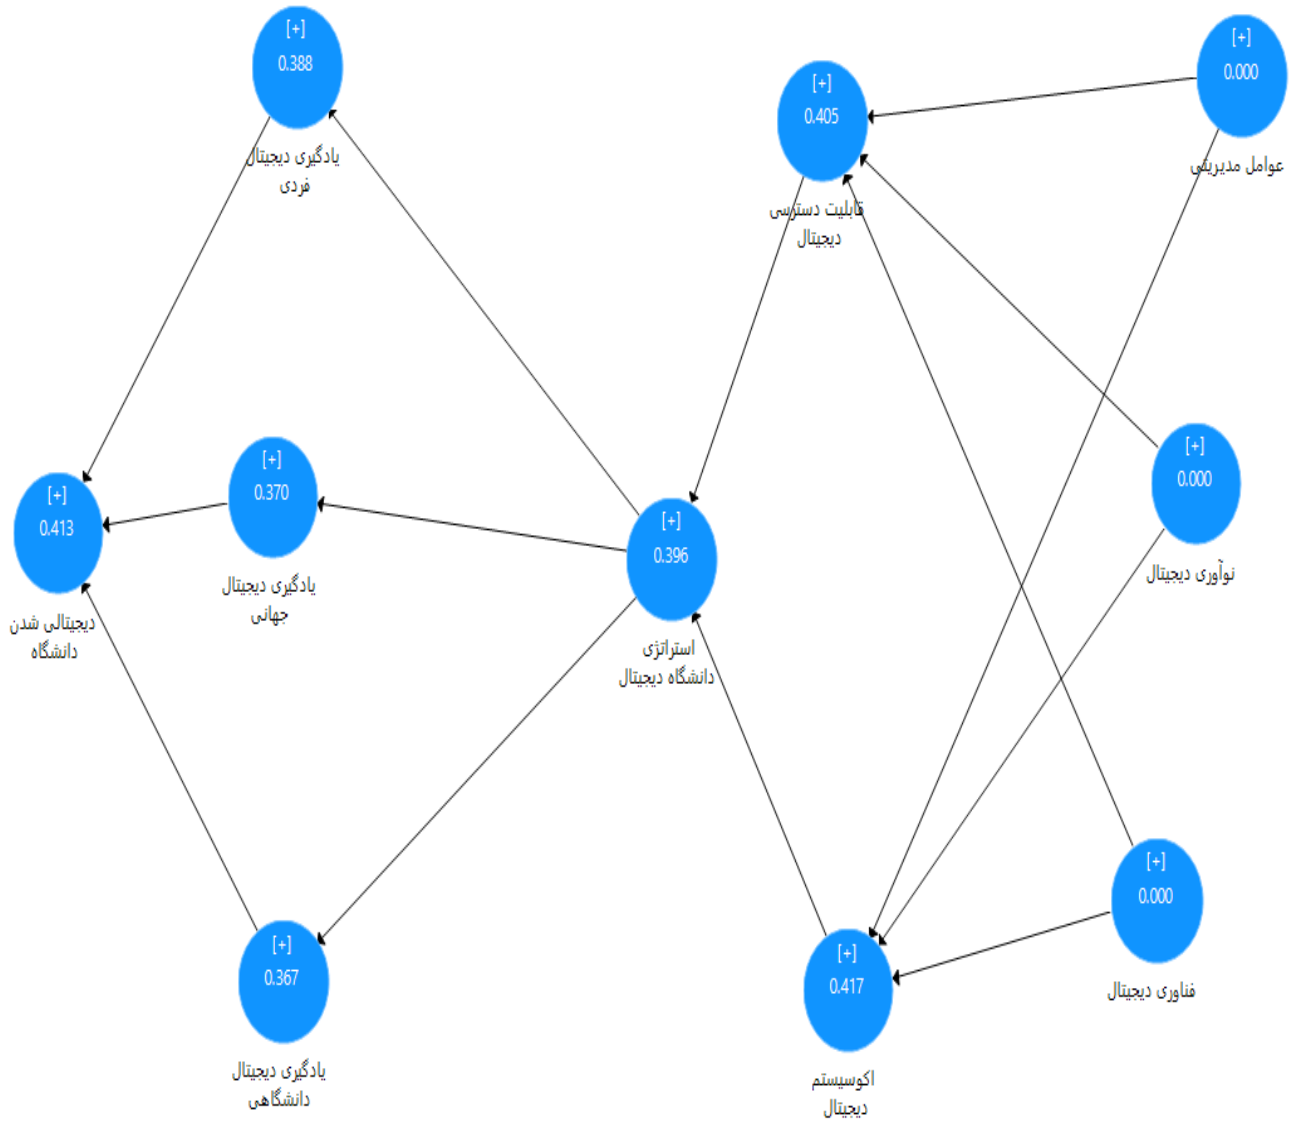 [+]
0.388
یادگیری دیجیتال
فردی
[+]
0.405
قابلیت دسترسی
دیجیتال
[+]
0.000
عوامل مدیریتی
[+]
0.413
دیجیتالی شدن
دانشگاه
[+]
0.370
یادگیری دیجیتال
جهانی
[+]
0.396
استراتژی
دانشگاه دیجیتال
[+]
0.000
نوآوری دیجیتال
[+]
0.367
یادگیری دیجیتال
دانشگاهی
[+]
0.417
اکوسیستم
دیجیتال
[+]
0.000
فناوری دیجیتال